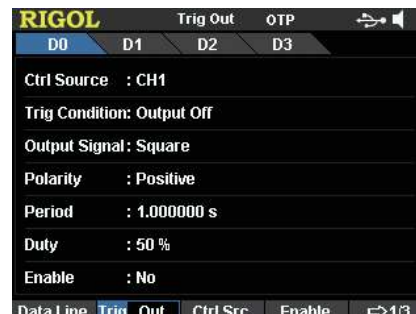 RIGOL Trig Out OTP
D0 D1 D2 D3
Ctrl Source : CH1
Trig Condition: Output Off
Output Signal: Square
Polarity : Positive
Period : 1.000000 s
Duty : 50 %
Enable : No
Data Line Trig Out Ctrl Src Enable 1/3